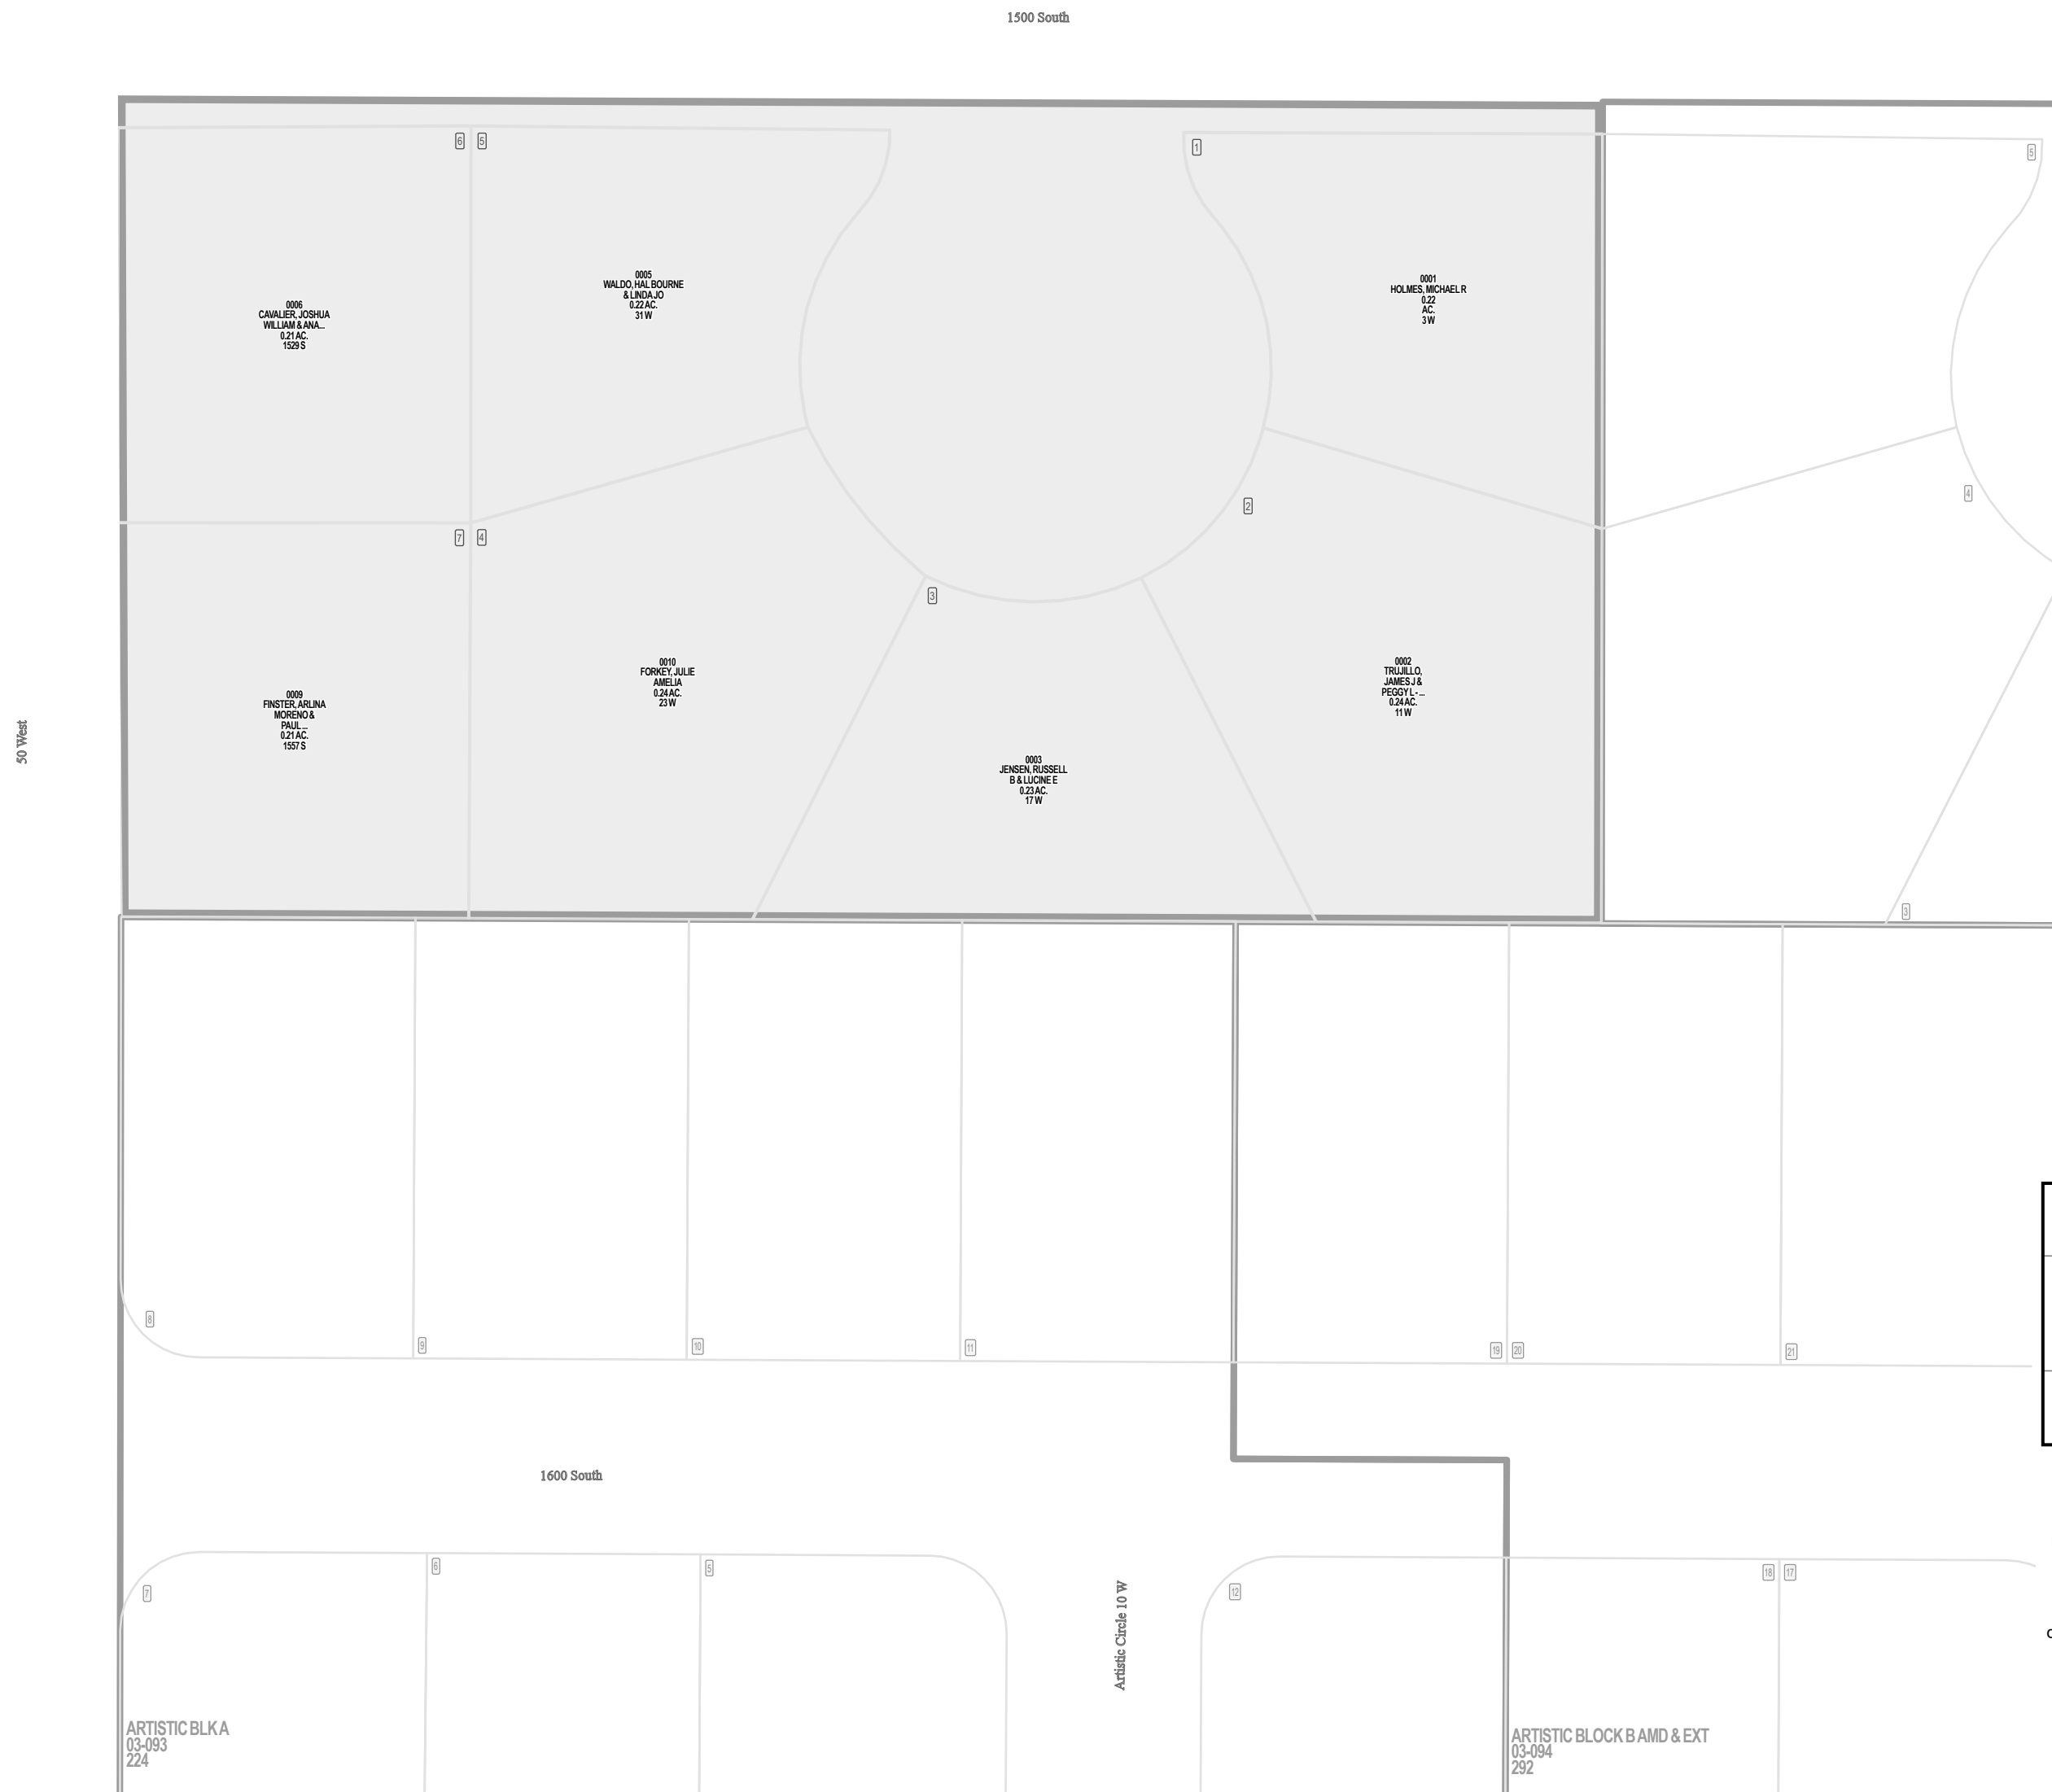 1500 South
6
5
1
5
0005
WALDO, HAL BOURNE
& LINDA JO
0.22 AC.
31 W
0001
HOLMES, MICHAEL R
0.22
AC.
3 W
0006
CAVALIER, JOSHUA
WILLIAM & ANA...
0.21 AC.
1529 S
4
2
7
4
3
50 West
0010
FORKEY, JULIE
AMELIA
0.24 AC.
23 W
0002
TRUJILLO,
JAMES J &
PEGGY L - ...
0.24 AC.
11 W
0009
FINSTER, ARLINA
MORENO &
PAUL ...
0.21 AC.
1557 S
0003
JENSEN, RUSSELL
B & LUCINE E
0.23 AC.
17 W
3
8
9
10
11
19
20
21
1600 South
7
6
5
12
18
17
Artistic Circle 10 W
ARTISTIC BLK A
03-093
224
ARTISTIC BLOCK B AMD & EXT
03-094
292